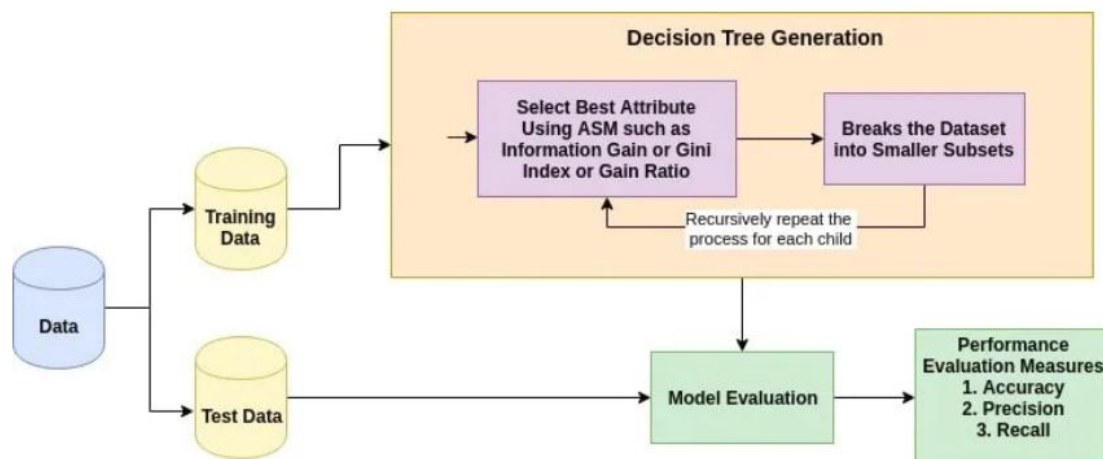 Decision Tree Generation
Select Best Attribute
Using ASM such as
Information Gain or Gini
Index or Gain Ratio
Breaks the Dataset
into Smaller Subsets
Recursively repeat the
process for each child
Training
Data
Data
Test Data
Model Evaluation
Performance
Evaluation Measures
1. Accuracy
2. Precision
3. Recall